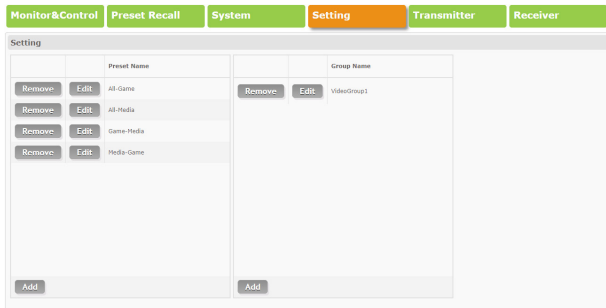 Monitor&Control Preset Recall System Setting Transmitter Receiver
Setting
Preset Name Group Name
Remove Edit All-Game Remove Edit VideoGroup1
Remove Edit All-Media
Remove Edit Game-Media
Remove Edit Media-Game
Add Add